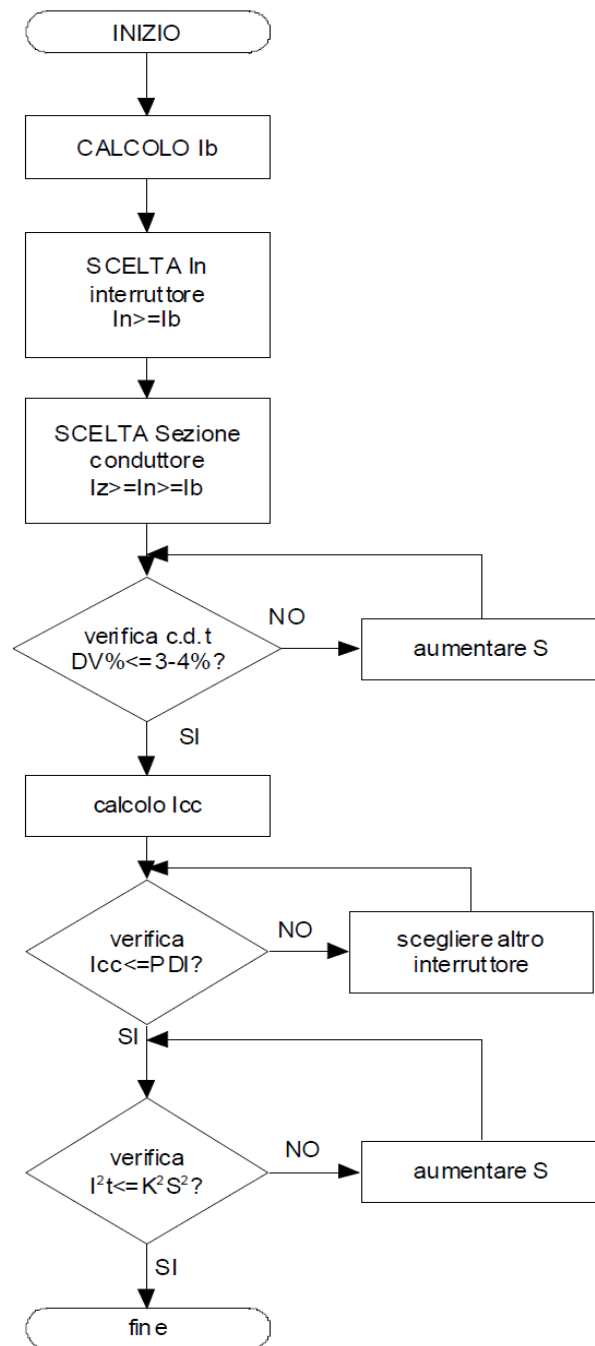 INIZIO
CALCOLO Ib
SCELTA In
interruttore
In>=Ib
SCELTA Sezione
conduttore
Iz>=In>=Ib
verifica c.d.t
DV%<=3-4%?
NO
aumentare S
SI
calcolo Icc
verifica
Icc<=PDI?
NO
scegliere altro
interruttore
SI
verifica
I²t<=K²S²?
NO
aumentare S
SI
fine